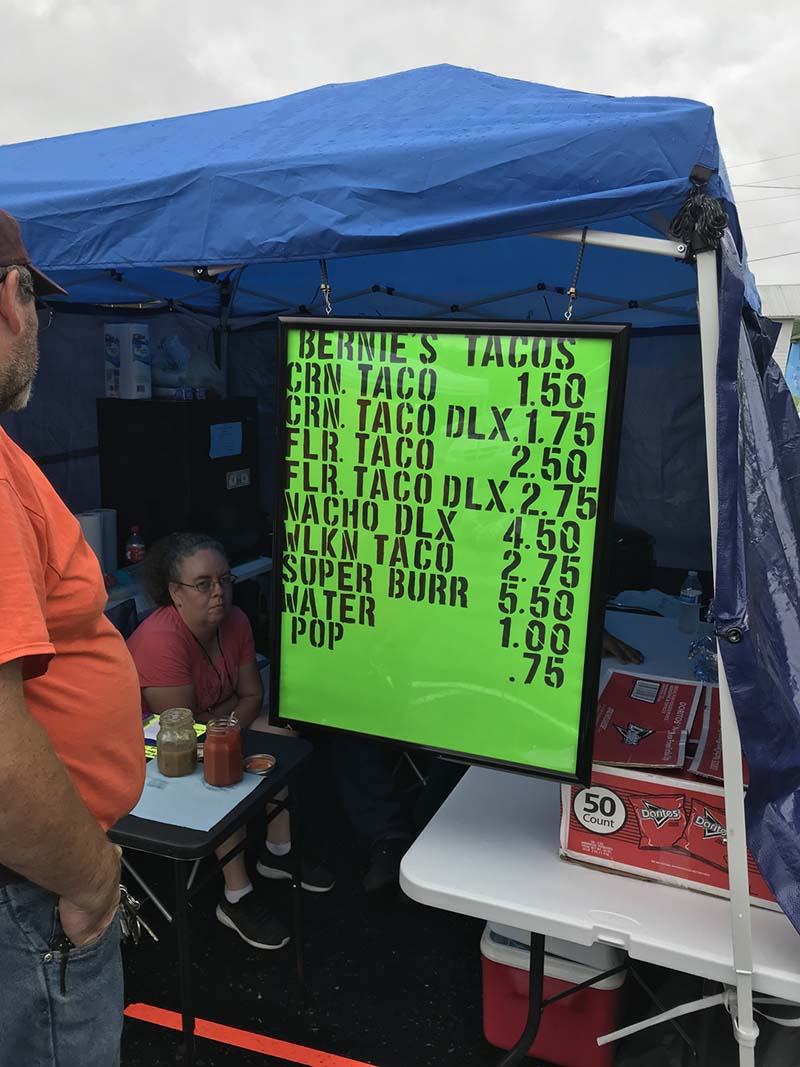 BERNIE'S TACOS
CRN. TACO 1.50
CRN. TACO DLX. 1.75
FLR. TACO 2.50
FLR. TACO DLX. 2.75
NACHO DLX 4.50
WLKN TACO 2.75
SUPER BURR 5.50
WATER 1.00
POP .75
50
Count
Doritos
Doritos